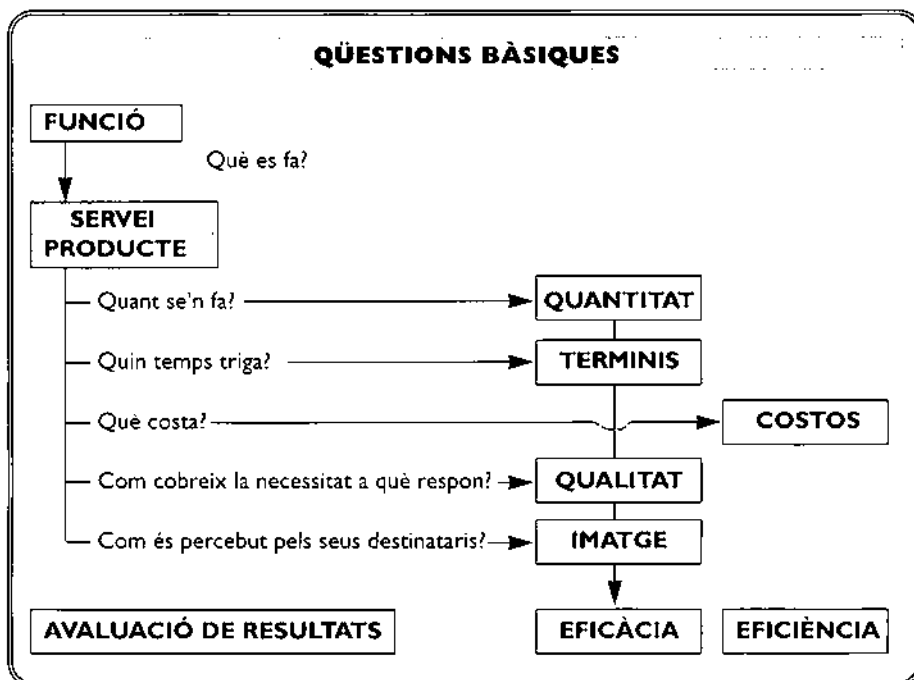 QÜESTIONS BÀSIQUES
FUNCIÓ
Què es fa?
SERVEI
PRODUCTE
Quant se'n fa?
QUANTITAT
Quin temps triga?
TERMINIS
Què costa?
COSTOS
Com cobreix la necessitat a què respon?
QUALITAT
Com és percebut pels seus destinataris?
IMATGE
AVALUACIÓ DE RESULTATS
EFICÀCIA
EFICIÈNCIA